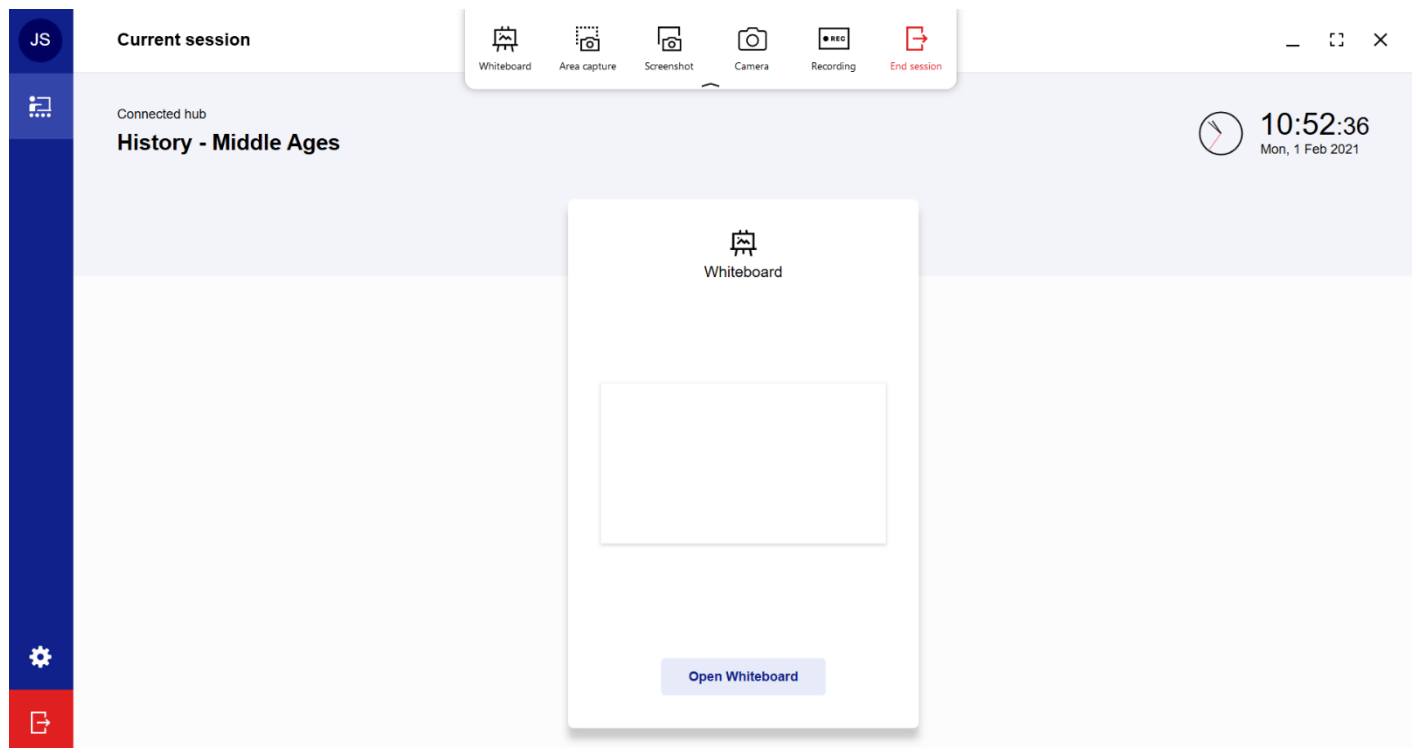 JS
Current session
Whiteboard
Area capture
Screenshot
Camera
REC
Recording
End session
Connected hub
History - Middle Ages
10:52:36
Mon, 1 Feb 2021
Whiteboard
Open Whiteboard